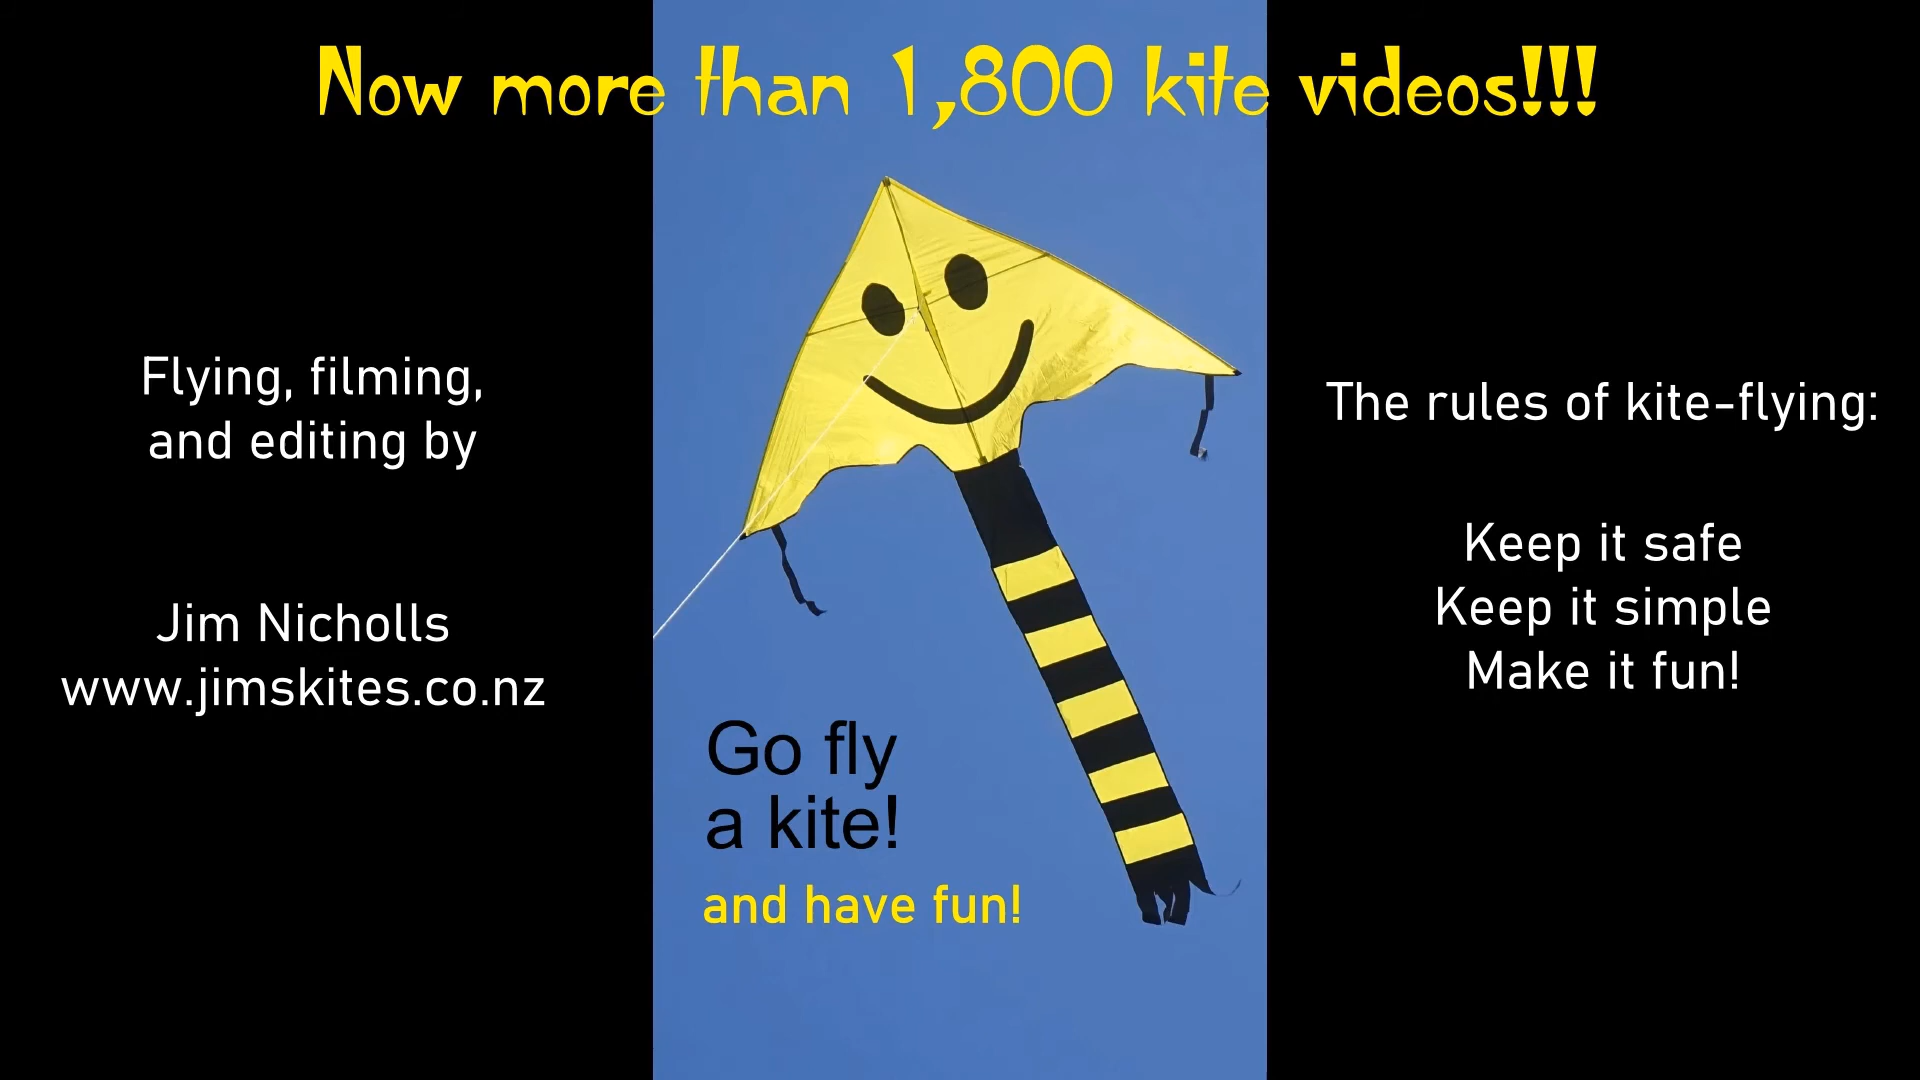 Now more than 1,800 kite videos!!!
Flying, filming,
and editing by
Jim Nicholls
www.jimskites.co.nz
Go fly
a kite!
and have fun!
The rules of kite-flying:
Keep it safe
Keep it simple
Make it fun!